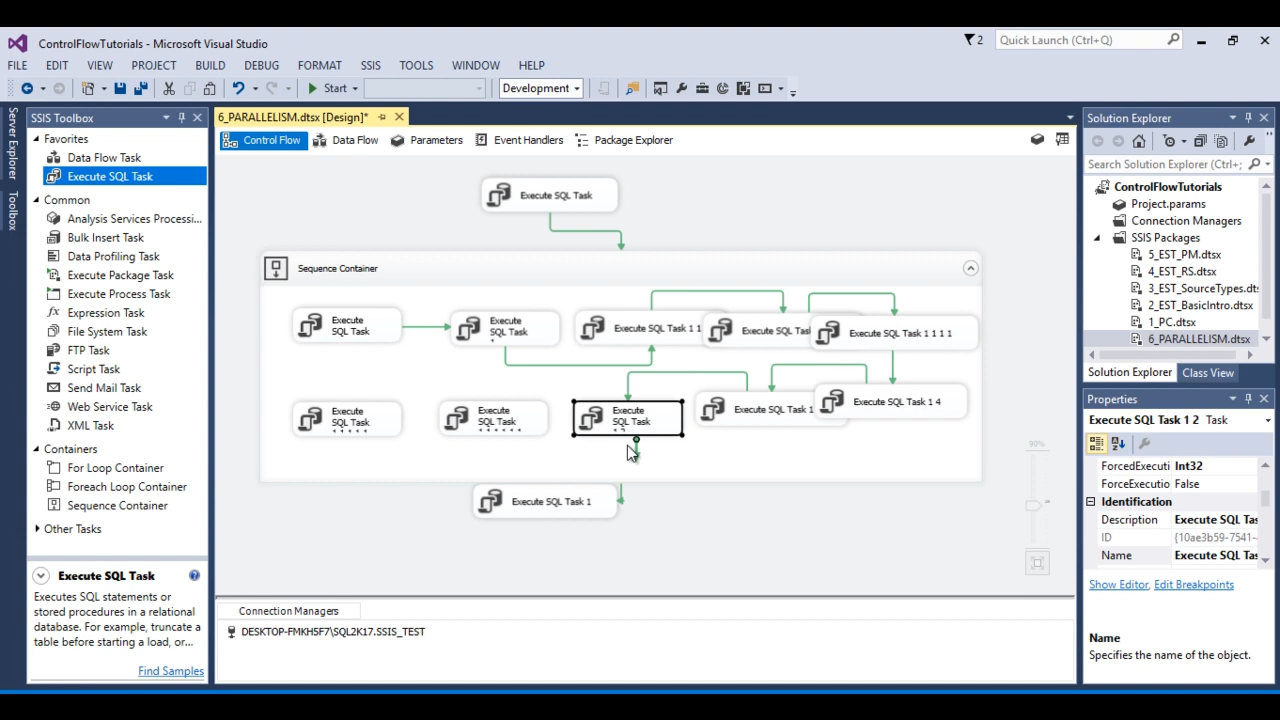 ControlFlowTutorials - Microsoft Visual Studio
2
Quick Launch (Ctrl+Q)
FILE EDIT VIEW PROJECT BUILD DEBUG FORMAT SSIS TOOLS WINDOW HELP
Start
Development
Server Explorer
Toolbox
SSIS Toolbox
Favorites
Data Flow Task
Execute SQL Task
Common
Analysis Services Processi...
Bulk Insert Task
Data Profiling Task
Execute Package Task
Execute Process Task
Expression Task
File System Task
FTP Task
Script Task
Send Mail Task
Web Service Task
XML Task
Containers
For Loop Container
Foreach Loop Container
Sequence Container
Other Tasks
Execute SQL Task
Executes SQL statements or
stored procedures in a relational
database. For example, truncate a
table before starting a load, or...
Find Samples
6_PARALLELISM.dtsx [Design]*
Control Flow Data Flow Parameters Event Handlers Package Explorer
Execute SQL Task
Sequence Container
Execute
SQL Task
Execute
SQL Task
Execute SQL Task 1 1
Execute SQL Tas
Execute SQL Task 1 1 1 1
Execute
SQL Task
Execute
SQL Task
Execute
SQL Task
Execute SQL Task 1
Execute SQL Task 1 4
Execute SQL Task 1
90%
Connection Managers
DESKTOP-FMKH5F7\SQL2K17.SSIS_TEST
Solution Explorer
Search Solution Explorer (Ctrl+;
ControlFlowTutorials
Project.params
Connection Managers
SSIS Packages
5_EST_PM.dtsx
4_EST_RS.dtsx
3_EST_SourceTypes.dts
2_EST_BasicIntro.dtsx
1_PC.dtsx
6_PARALLELISM.dtsx
Solution Explorer Class View
Properties
Execute SQL Task 1 2 Task
ForcedExecuti Int32
ForceExecutio False
Identification
Description Execute SQL Tas
ID {10ae3b59-7541-
Name Execute SQL Tas
Show Editor, Edit Breakpoints
Name
Specifies the name of the object.